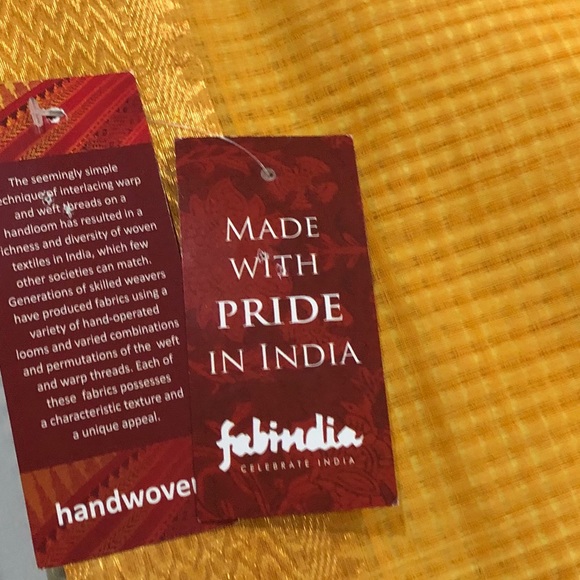 The seemingly simple
echnique of interlacing warp
and weft threads on a
handloom has resulted in a
ichness and diversity of woven
textiles in India, which few
other societies can match.
Generations of skilled weavers
have produced fabrics using a
variety of hand-operated
looms and varied combinations
and permutations of the weft
and warp threads. Each of
these fabrics possesses
a characteristic texture and
a unique appeal.
handwoven
MADE
WITH
PRIDE
IN INDIA
fabindia
CELEBRATE INDIA